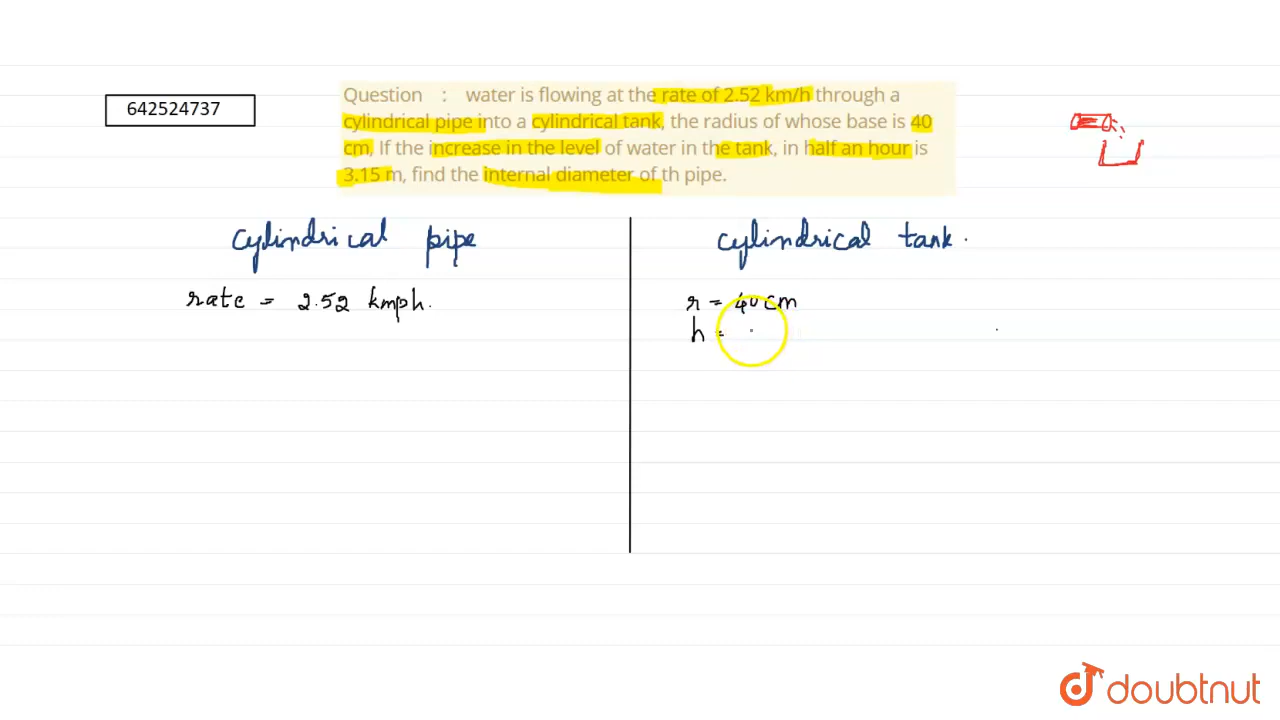 642524737
Question : water is flowing at the rate of 2.52 km/h through a
cylindrical pipe into a cylindrical tank, the radius of whose base is 40
cm, If the increase in the level of water in the tank, in half an hour is
3.15 m, find the internal diameter of th pipe.
cylindrical pipe
cylindrical tank.
rate = 2.52 kmph.
r = 40 cm
h =
doubtnut